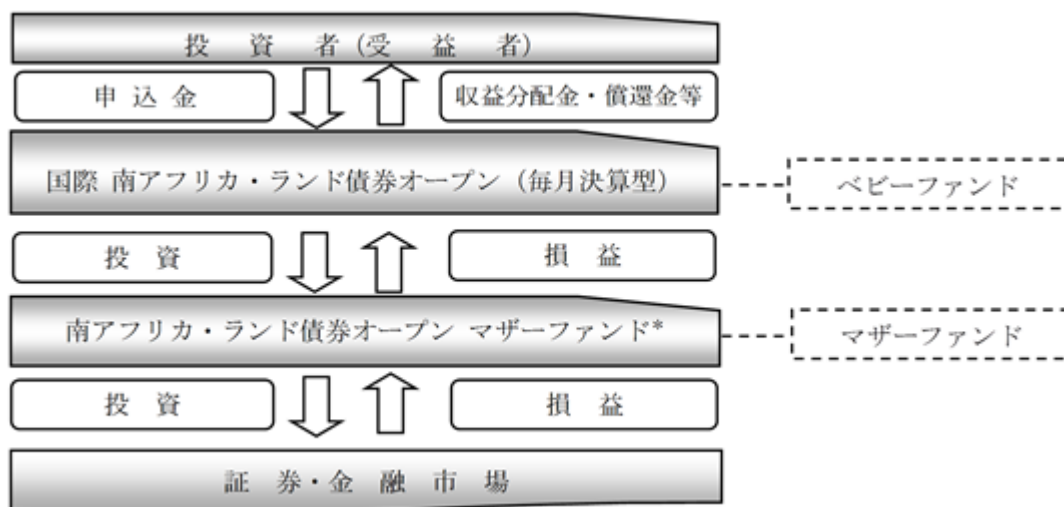 投資者(受益者)
申込金
収益分配金・償還金等
国際 南アフリカ・ランド債券オープン(毎月決算型)
ベビーファンド
投資
損益
南アフリカ・ランド債券オープン マザーファンド*
マザーファンド
投資
損益
証券・金融市場